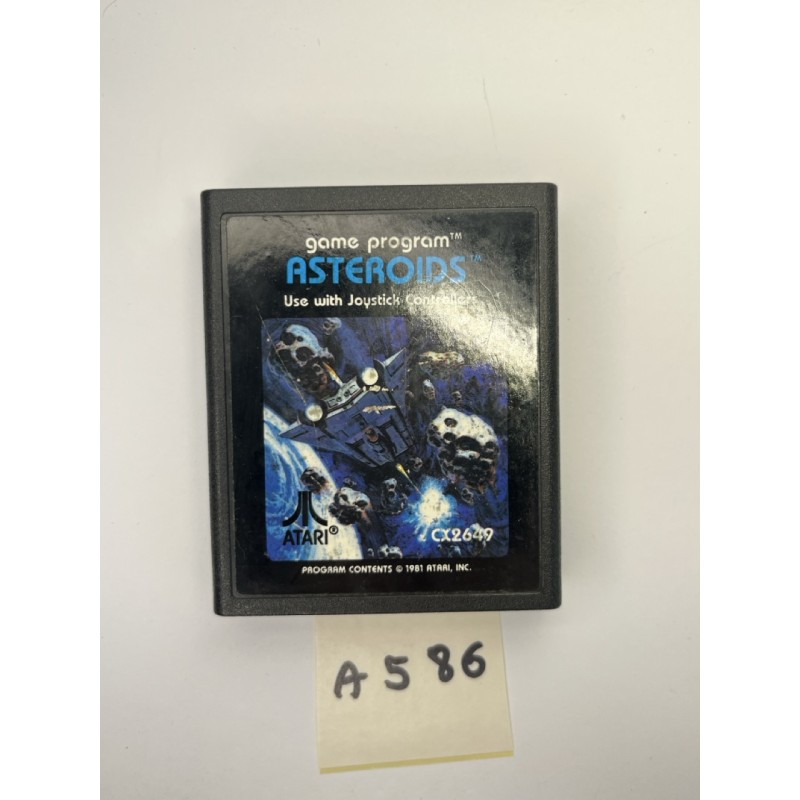 game program™
ASTEROIDS™
Use with Joystick Controllers
ATARI®
CX2649
PROGRAM CONTENTS © 1981 ATARI, INC.
A586